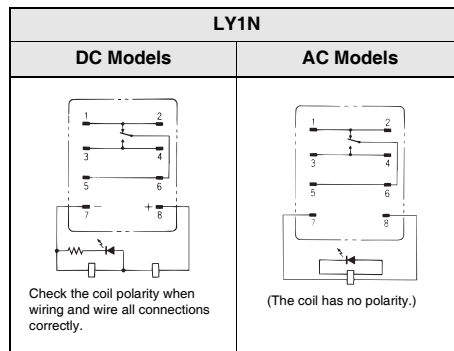 LY1N
DC Models
AC Models
1 2
3 4
5 6
7 − + 8
Check the coil polarity when
wiring and wire all connections
correctly.
1 2
3 4
5 6
7 8
(The coil has no polarity.)